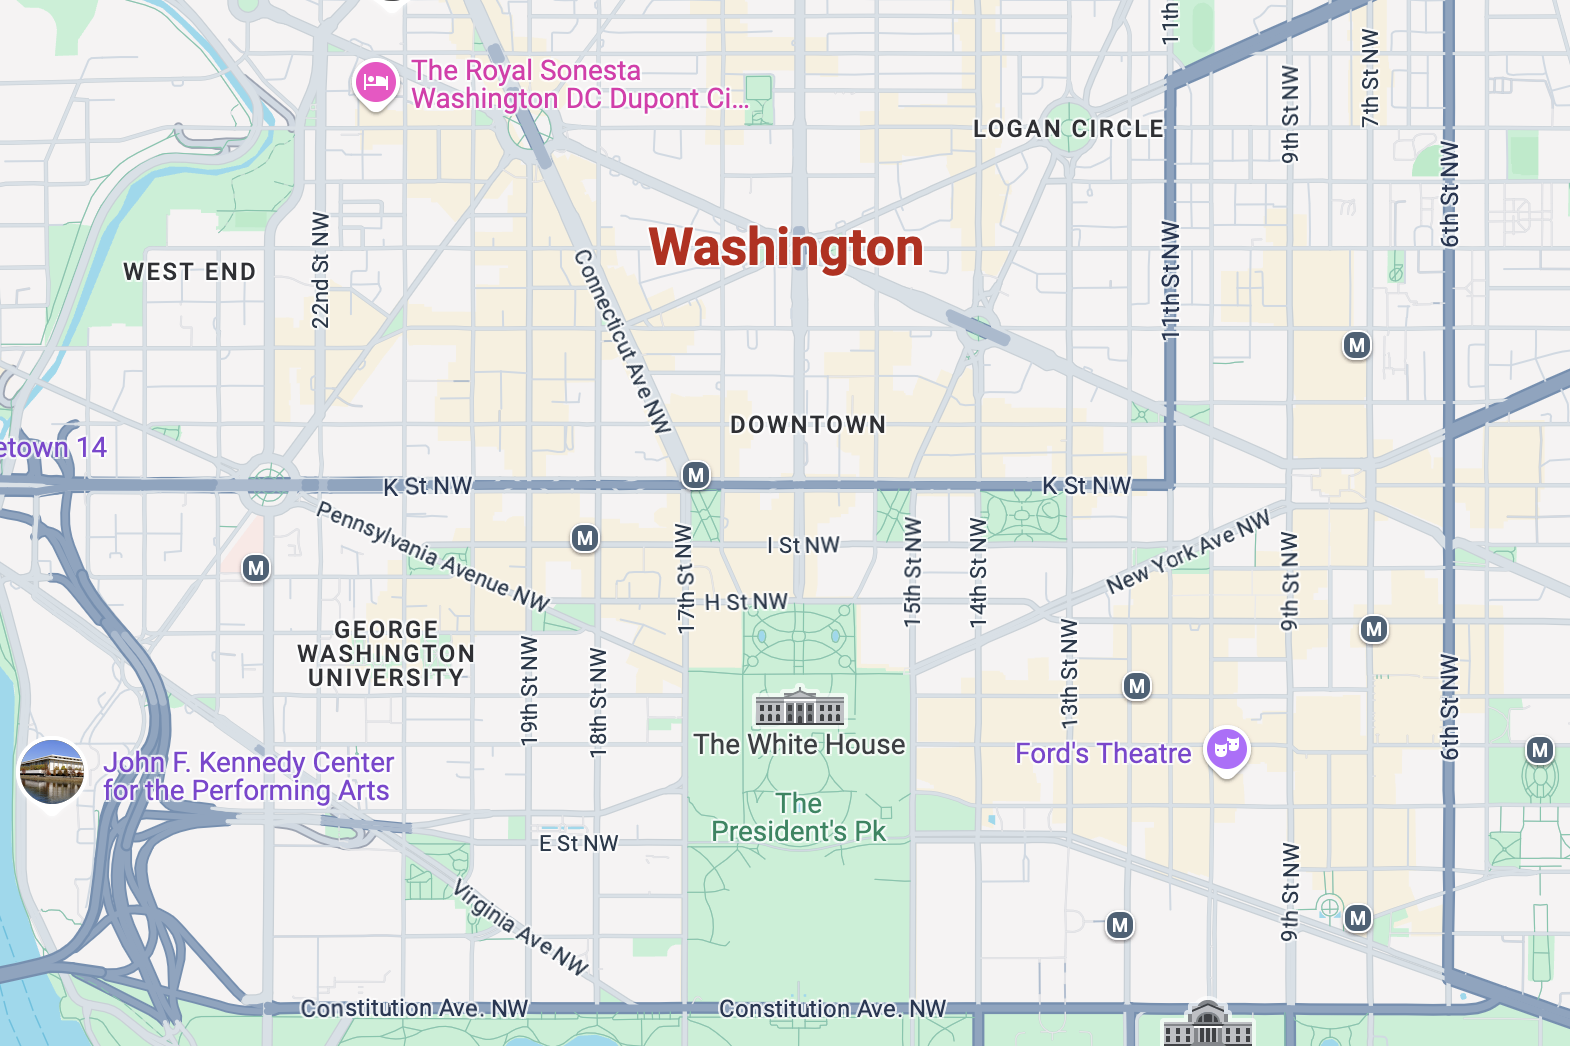 11th
The Royal Sonesta
Washington DC Dupont Ci...
7th St NW
9th St NW
LOGAN CIRCLE
6th St NW
Washington
WEST END
22nd St NW
Connecticut Ave NW
11th St NW
M
DOWNTOWN
etown 14
M
K St NW
K St NW
Pennsylvania Avenue NW
M
I St NW
New York Ave NW
M
17th St NW
15th St NW
14th St NW
9th St NW
H St NW
M
GEORGE
WASHINGTON
UNIVERSITY
19th St NW
18th St NW
13th St NW
M
6th St NW
The White House
Ford's Theatre
M
John F. Kennedy Center
for the Performing Arts
The
President's Pk
E St NW
9th St NW
Virginia Ave NW
M
M
Constitution Ave. NW
Constitution Ave. NW